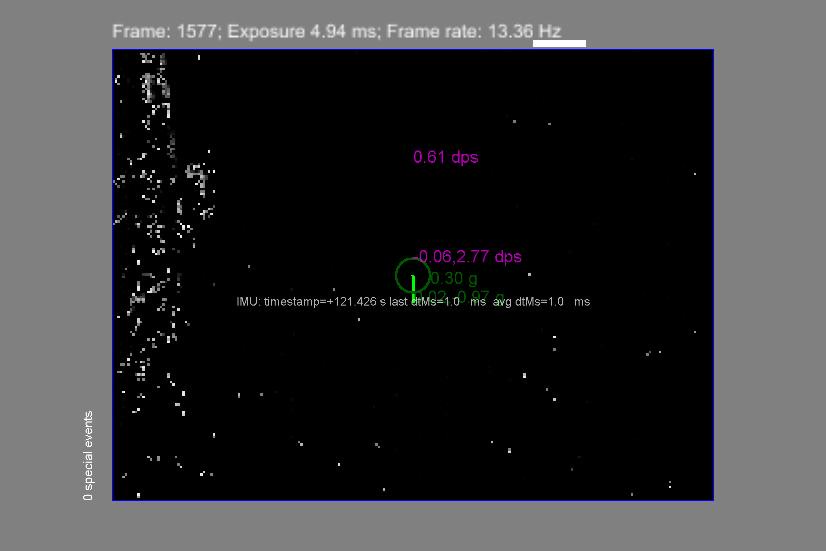 Frame: 1577; Exposure 4.94 ms; Frame rate: 13.36 Hz
0.61 dps
-0.06,2.77 dps
0.30 g
0.97 g
IMU: timestamp=+121.426 s last dtMs=1.0 ms avg dtMs=1.0 ms
0 special events